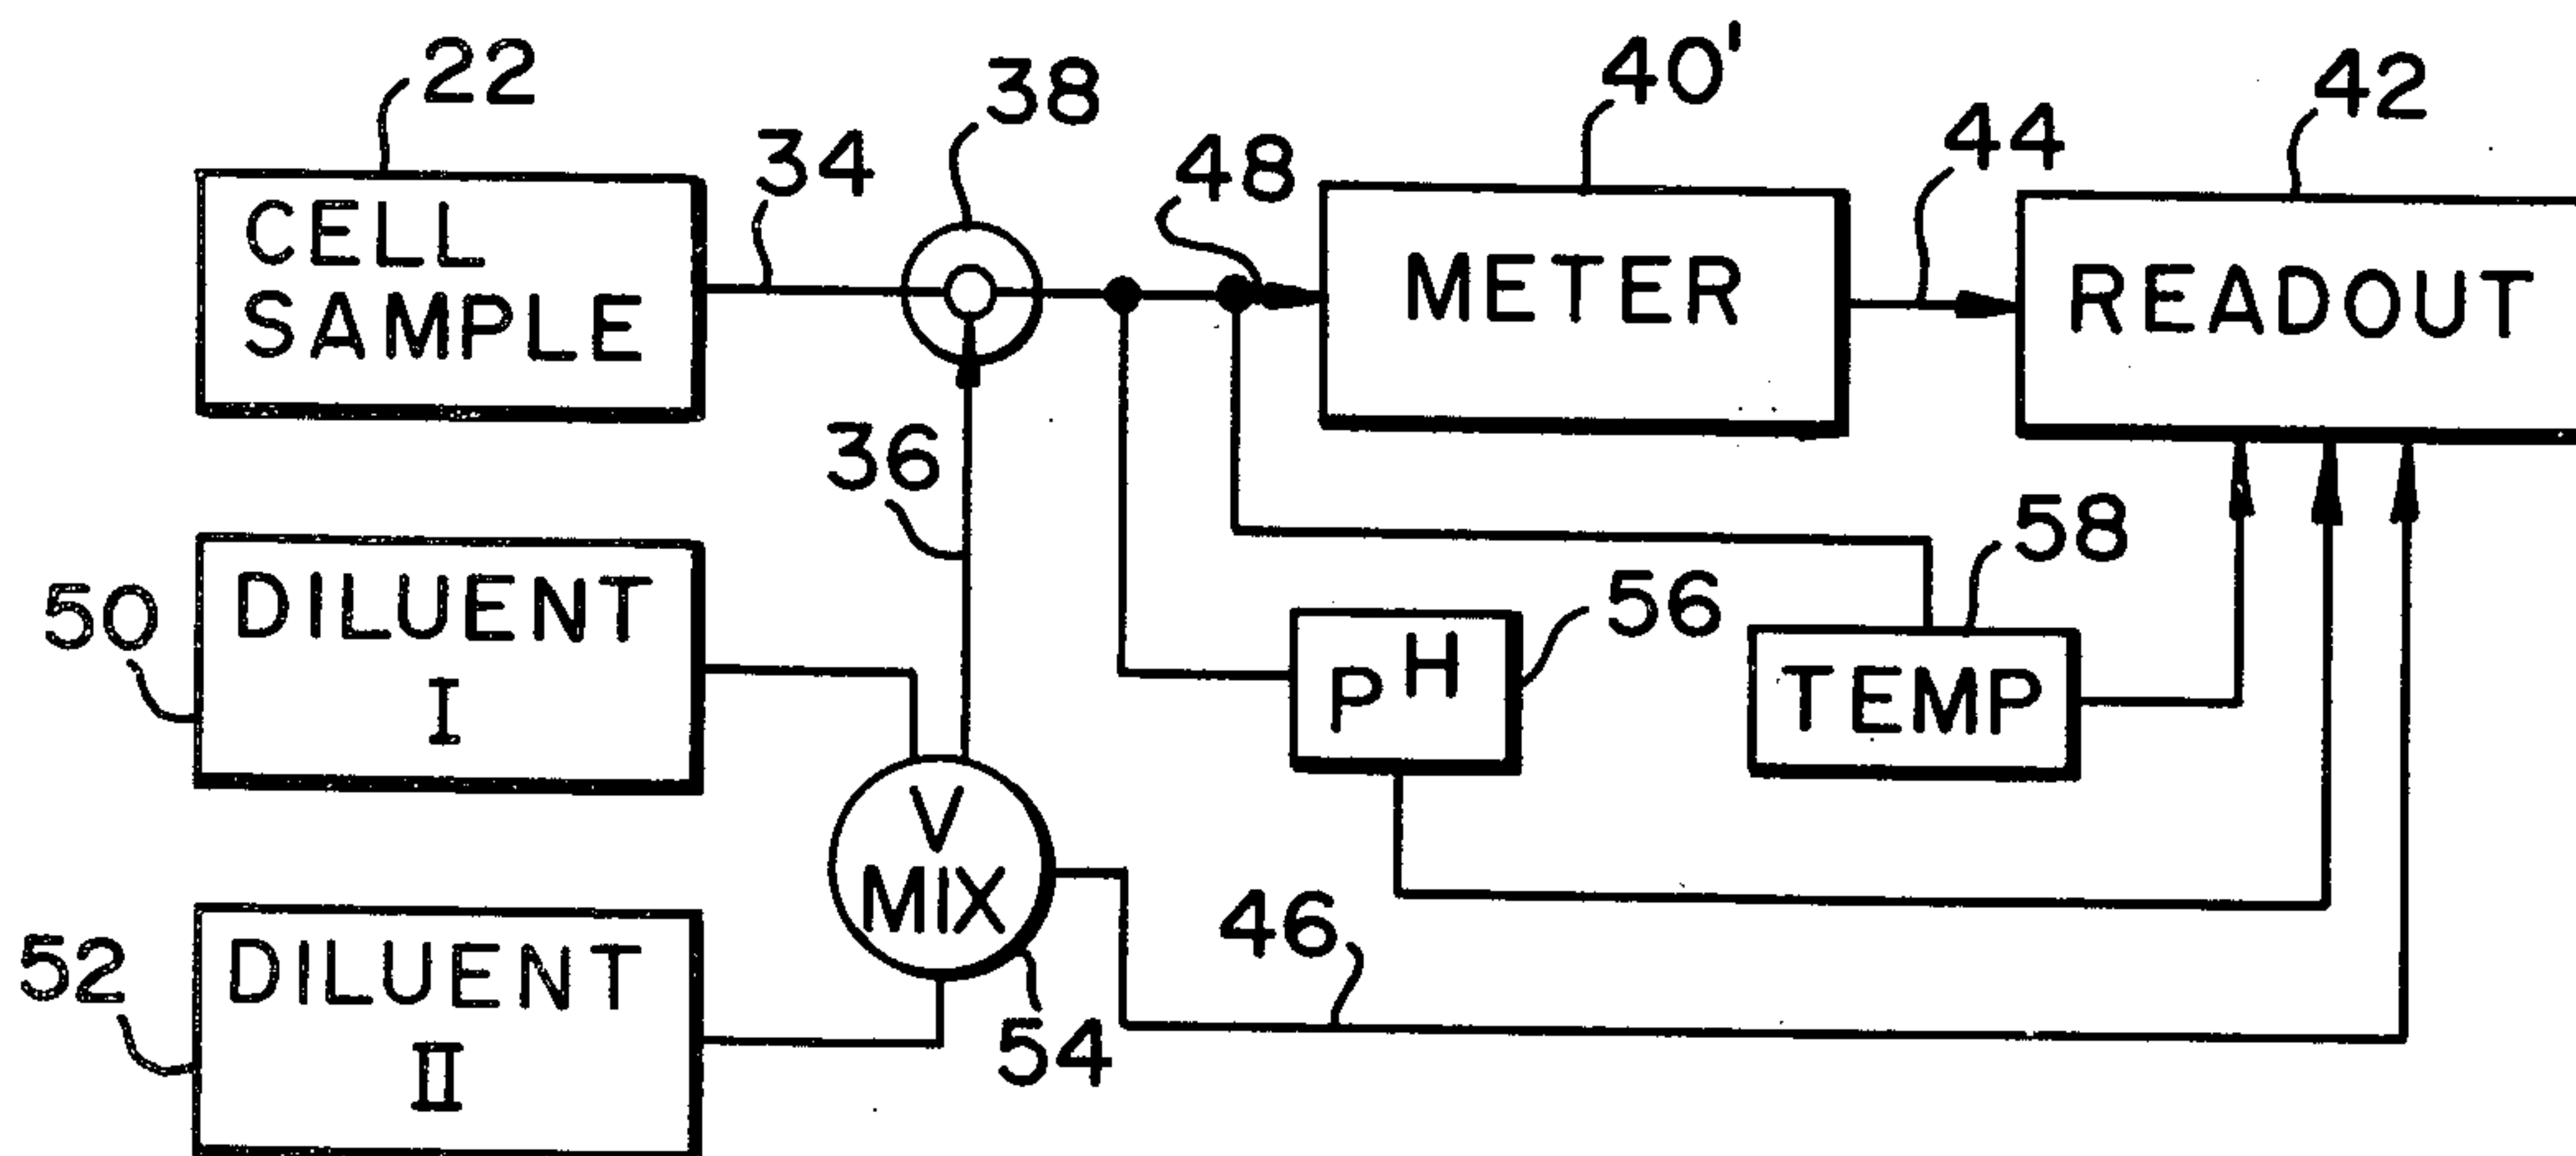 22
38
40'
42
34
48
44
CELL
SAMPLE
METER
READOUT
36
58
50
DILUENT
I
56
PH
TEMP
V
MIX
46
52
DILUENT
II
54